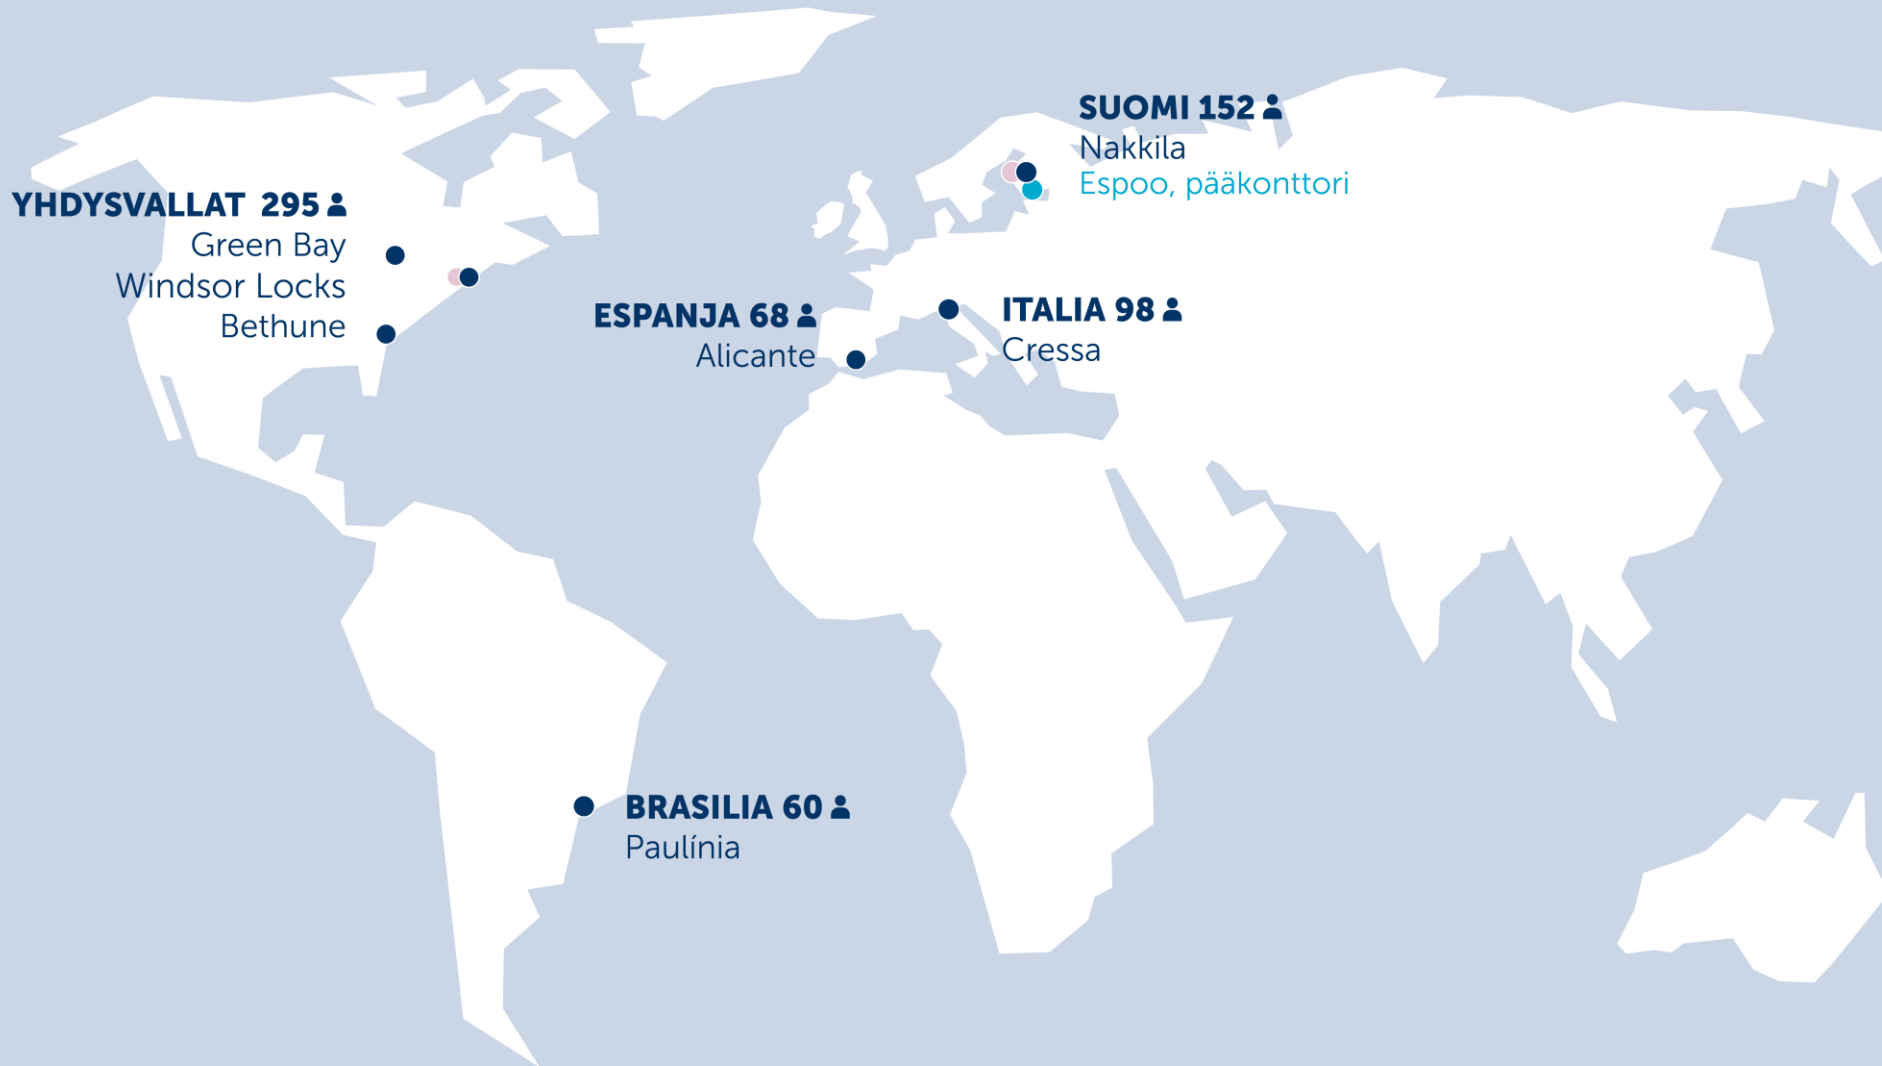 SUOMI 152
Nakkila
Espoo, pääkonttori
YHDYSVALLAT 295
Green Bay
Windsor Locks
Bethune
ESPANJA 68
Alicante
ITALIA 98
Cressa
BRASILIA 60
Paulínia